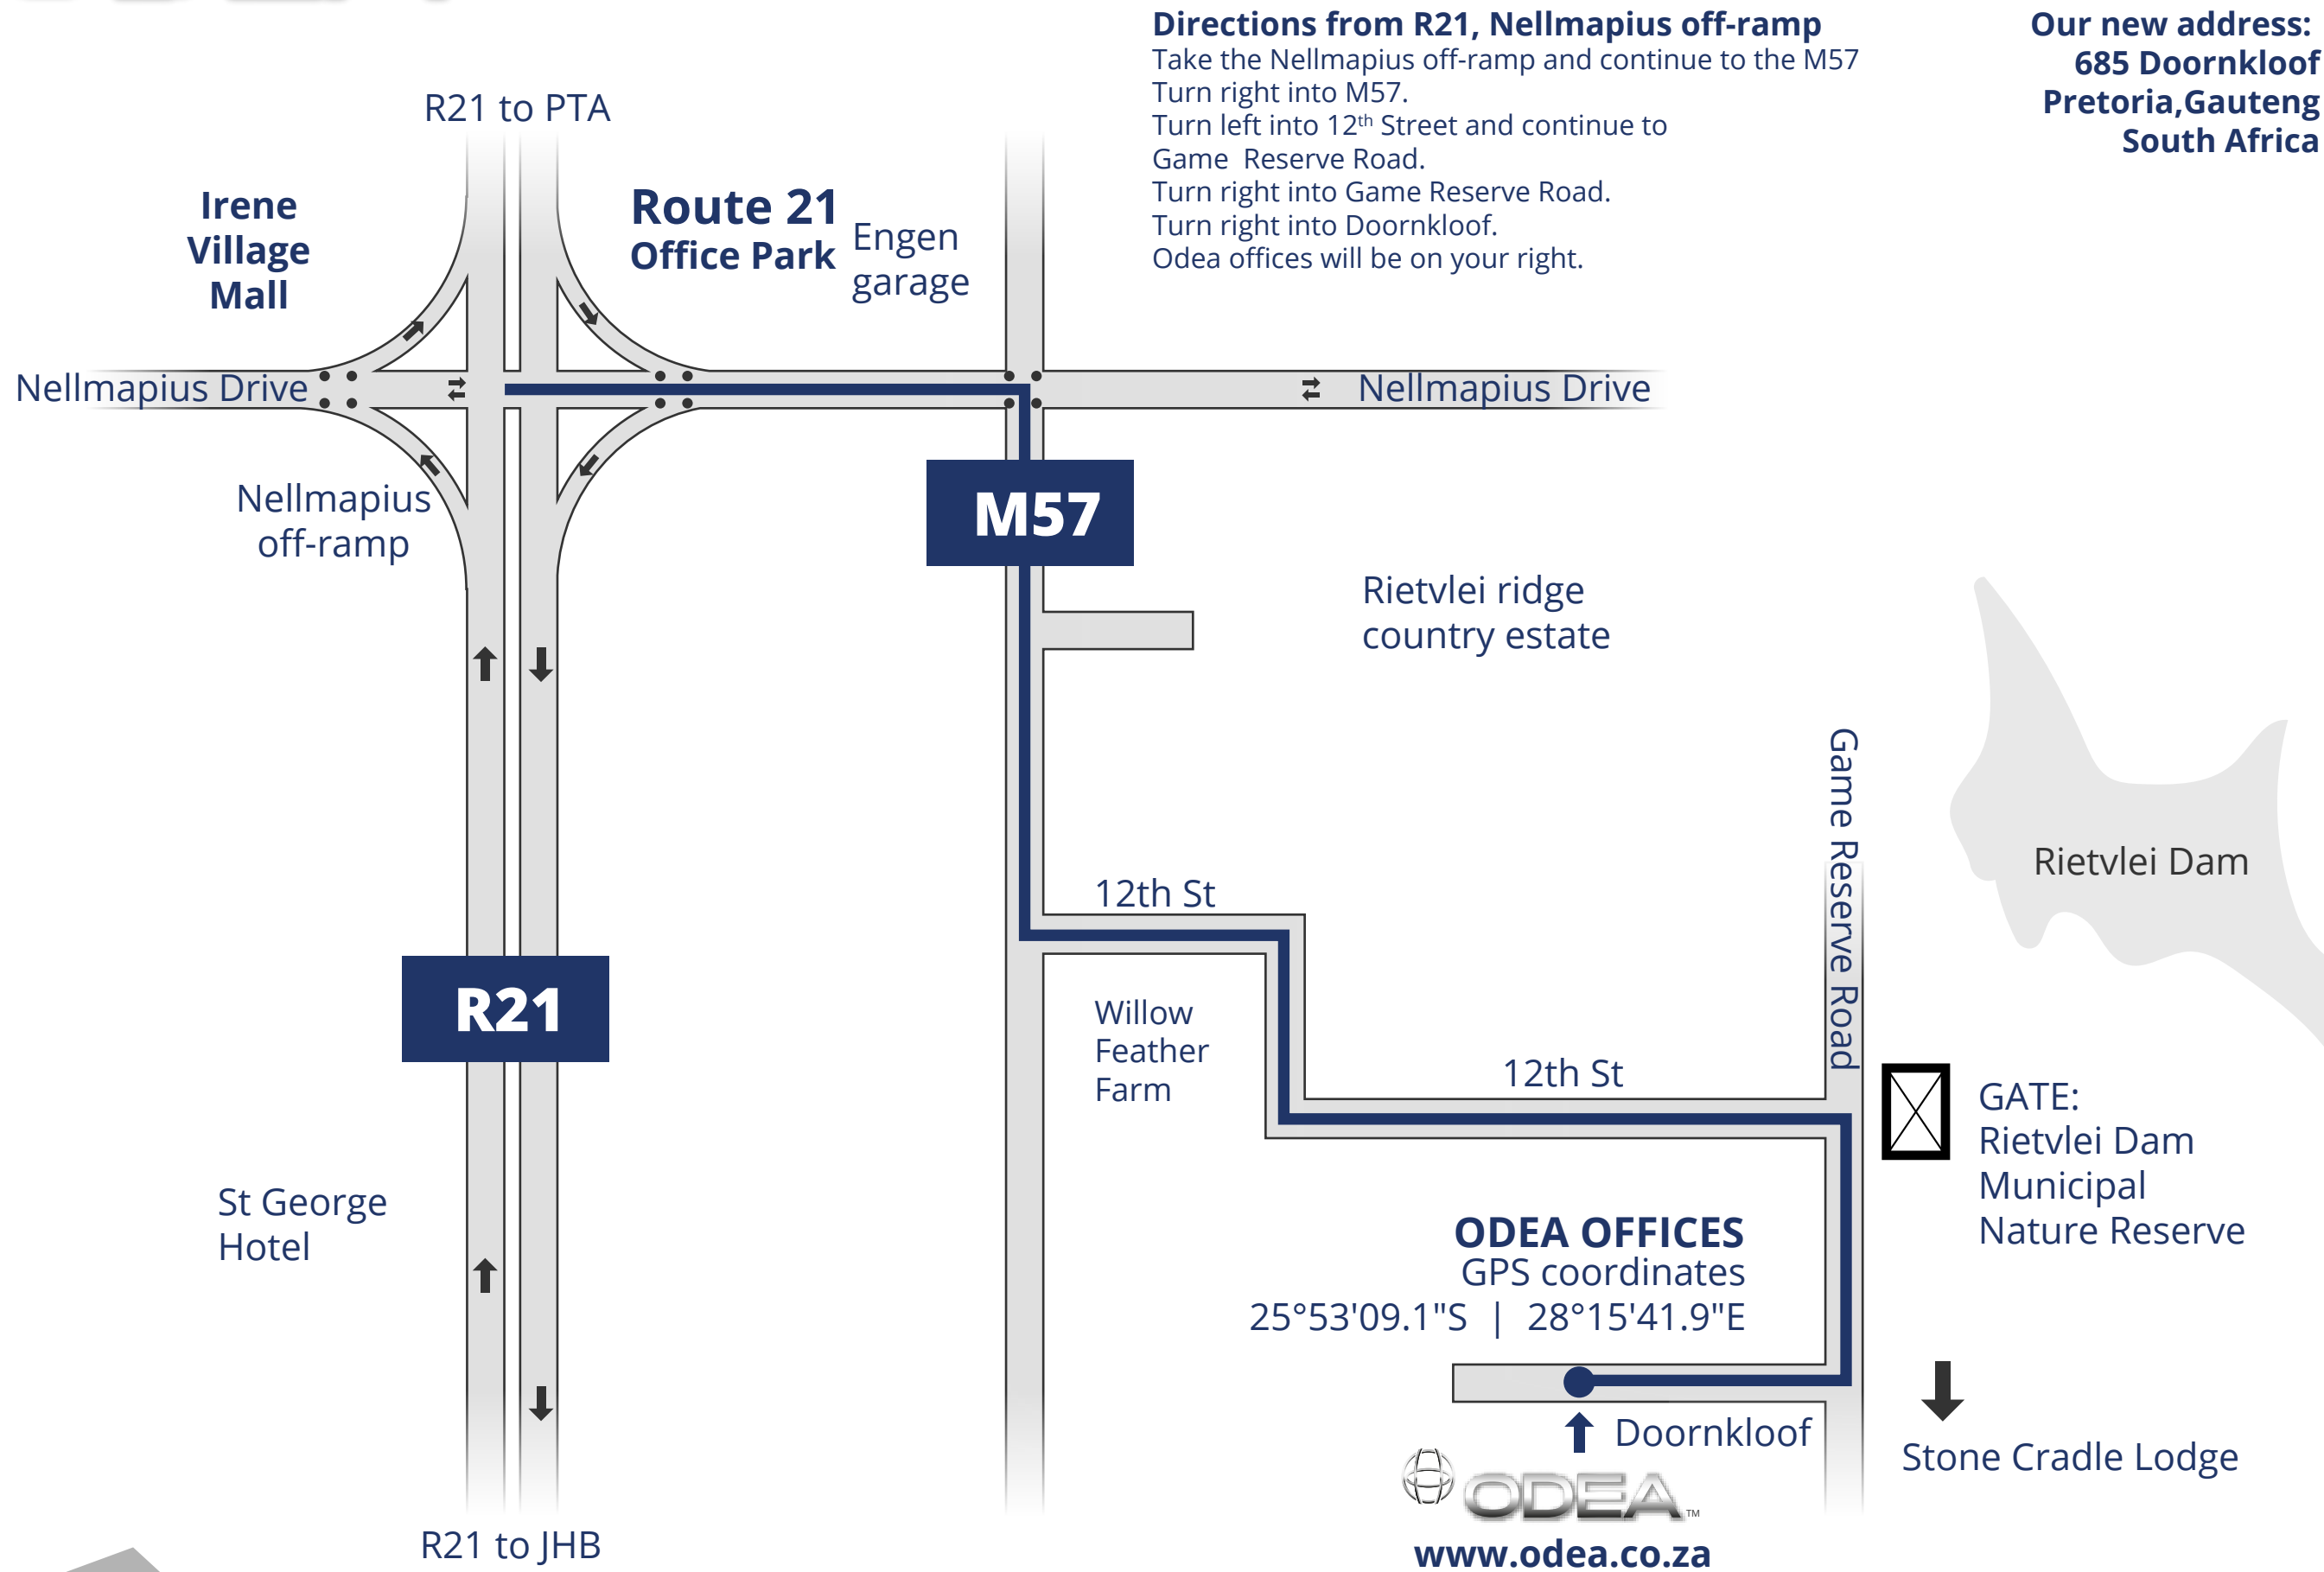 Directions from R21, Nellmapius off-ramp
Take the Nellmapius off-ramp and continue to the M57
Turn right into M57.
Turn left into 12th Street and continue to
Game  Reserve Road.
Turn right into Game Reserve Road.
Turn right into Doornkloof.
Odea offices will be on your right.
Our new address:
685 Doornkloof
Pretoria,Gauteng
South Africa
R21 to PTA
Irene
Village
Mall
Route 21
Office Park
Engen
garage
Nellmapius Drive
Nellmapius Drive
Nellmapius
off-ramp
M57
Rietvlei ridge
country estate
Game Reserve Road
Rietvlei Dam
12th St
R21
Willow
Feather
Farm
12th St
GATE:
Rietvlei Dam
Municipal
Nature Reserve
St George
Hotel
ODEA OFFICES
GPS coordinates
25°53'09.1"S  |  28°15'41.9"E
Doornkloof
Stone Cradle Lodge
ODEA™
R21 to JHB
www.odea.co.za